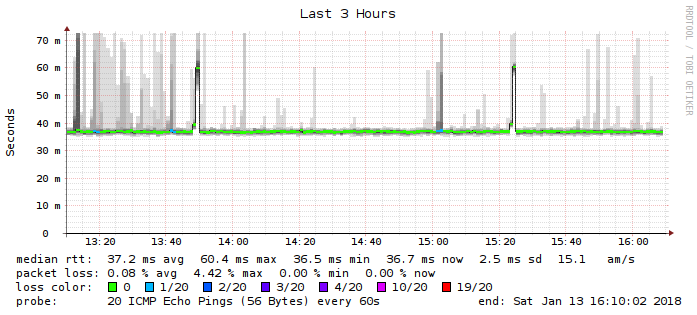 Last 3 Hours
RRDTOOL / TOBI OETIKER
Seconds
70 m
60 m
50 m
40 m
30 m
20 m
10 m
0
13:20 13:40 14:00 14:20 14:40 15:00 15:20 15:40 16:00
median rtt: 37.2 ms avg 60.4 ms max 36.5 ms min 36.7 ms now 2.5 ms sd 15.1 am/s
packet loss: 0.08 % avg 4.42 % max 0.00 % min 0.00 % now
loss color: 0 1/20 2/20 3/20 4/20 10/20 19/20
probe: 20 ICMP Echo Pings (56 Bytes) every 60s end: Sat Jan 13 16:10:02 2018